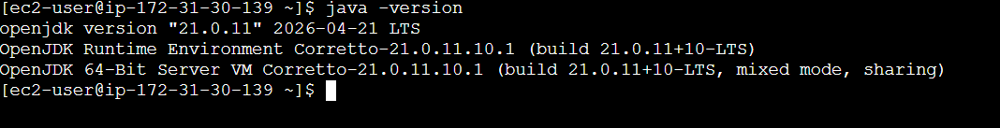 [ec2-user@ip-172-31-30-139 ~]$ java -version
openjdk version "21.0.11" 2026-04-21 LTS
OpenJDK Runtime Environment Corretto-21.0.11.10.1 (build 21.0.11+10-LTS)
OpenJDK 64-Bit Server VM Corretto-21.0.11.10.1 (build 21.0.11+10-LTS, mixed mode, sharing)
[ec2-user@ip-172-31-30-139 ~]$